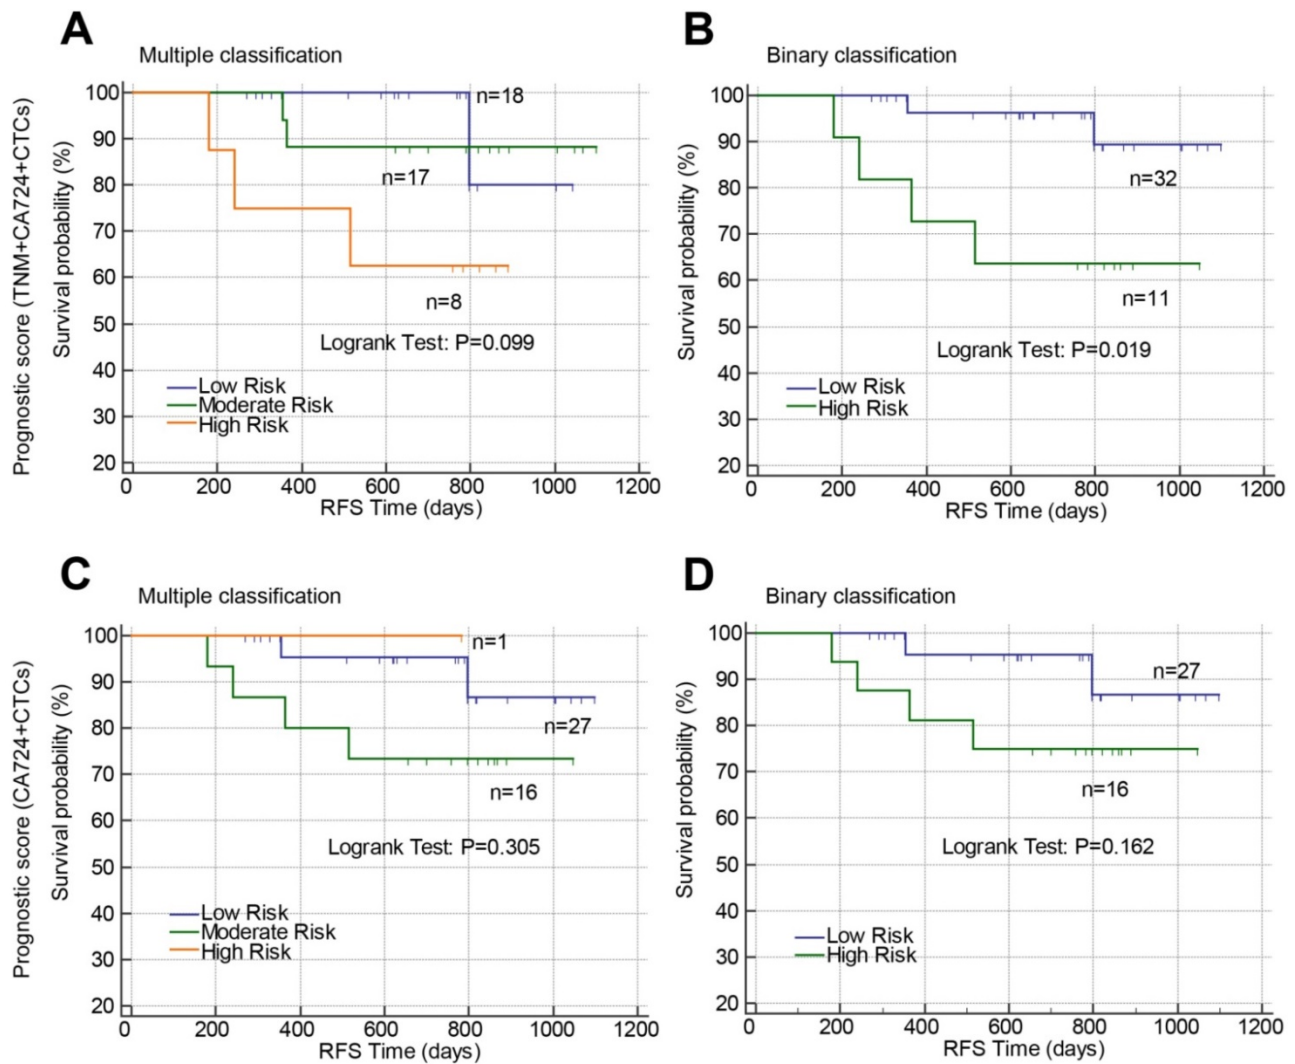 A
Multiple classification
Prognostic score (TNM+CA724+CTCs)
Survival probability (%)
100
90
80
70
60
50
40
30
20
n=18
n=17
n=8
Logrank Test: P=0.099
Low Risk
Moderate Risk
High Risk
0 200 400 600 800 1000 1200
RFS Time (days)
B
Binary classification
Survival probability (%)
100
90
80
70
60
50
40
30
20
n=32
n=11
Logrank Test: P=0.019
Low Risk
High Risk
0 200 400 600 800 1000 1200
RFS Time (days)
C
Multiple classification
Prognostic score (CA724+CTCs)
Survival probability (%)
100
90
80
70
60
50
40
30
20
n=1
n=27
n=16
Logrank Test: P=0.305
Low Risk
Moderate Risk
High Risk
0 200 400 600 800 1000 1200
RFS Time (days)
D
Binary classification
Survival probability (%)
100
90
80
70
60
50
40
30
20
n=27
n=16
Logrank Test: P=0.162
Low Risk
High Risk
0 200 400 600 800 1000 1200
RFS Time (days)